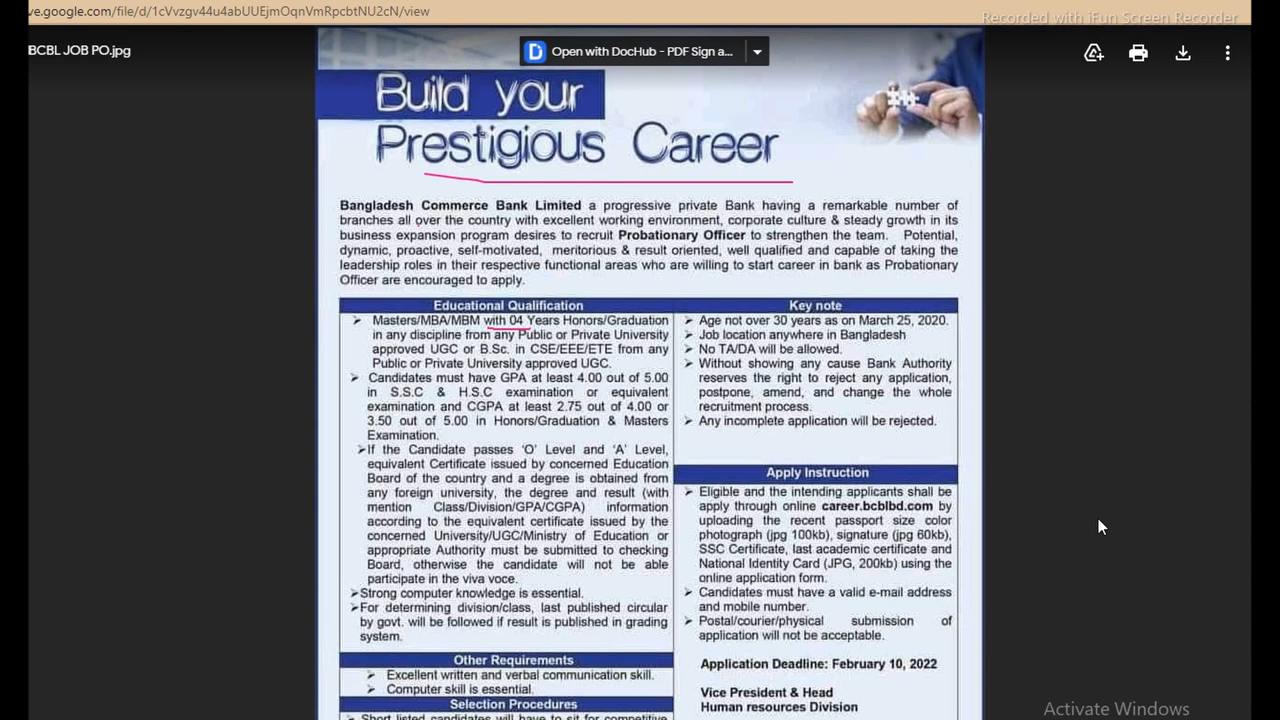 ve.google.com/file/d/1cVvzgv44u4abUUEjmOqnVmRpcbtNU2cN/view
Recorded with iFun Screen Recorder
BCBL JOB PO.jpg
Open with DocHub - PDF Sign a...
Build your
Prestigious Career
Bangladesh Commerce Bank Limited a progressive private Bank having a remarkable number of
branches all over the country with excellent working environment, corporate culture & steady growth in its
business expansion program desires to recruit Probationary Officer to strengthen the team. Potential,
dynamic, proactive, self-motivated, meritorious & result oriented, well qualified and capable of taking the
leadership roles in their respective functional areas who are willing to start career in bank as Probationary
Officer are encouraged to apply.
Educational Qualification
➢ Masters/MBA/MBM with 04 Years Honors/Graduation
in any discipline from any Public or Private University
approved UGC or B.Sc. in CSE/EEE/ETE from any
Public or Private University approved UGC.
➢ Candidates must have GPA at least 4.00 out of 5.00
in S.S.C & H.S.C examination or equivalent
examination and CGPA at least 2.75 out of 4.00 or
3.50 out of 5.00 in Honors/Graduation & Masters
Examination.
➢If the Candidate passes 'O' Level and 'A' Level,
equivalent Certificate issued by concerned Education
Board of the country and a degree is obtained from
any foreign university, the degree and result (with
mention Class/Division/GPA/CGPA) information
according to the equivalent certificate issued by the
concerned University/UGC/Ministry of Education or
appropriate Authority must be submitted to checking
Board, otherwise the candidate will not be able
participate in the viva voce.
➢Strong computer knowledge is essential.
➢For determining division/class, last published circular
by govt. will be followed if result is published in grading
system.
Other Requirements
➢ Excellent written and verbal communication skill.
➢ Computer skill is essential.
Selection Procedures
➢ Short listed candidates will have to sit for competitive
Key note
➢ Age not over 30 years as on March 25, 2020.
➢ Job location anywhere in Bangladesh
➢ No TA/DA will be allowed.
➢ Without showing any cause Bank Authority
reserves the right to reject any application,
postpone, amend, and change the whole
recruitment process.
➢ Any incomplete application will be rejected.
Apply Instruction
➢ Eligible and the intending applicants shall be
apply through online career.bcblbd.com by
uploading the recent passport size color
photograph (jpg 100kb), signature (jpg 60kb),
SSC Certificate, last academic certificate and
National Identity Card (JPG, 200kb) using the
online application form.
➢ Candidates must have a valid e-mail address
and mobile number.
➢ Postal/courier/physical submission of
application will not be acceptable.
Application Deadline: February 10, 2022
Vice President & Head
Human resources Division
Activate Windows